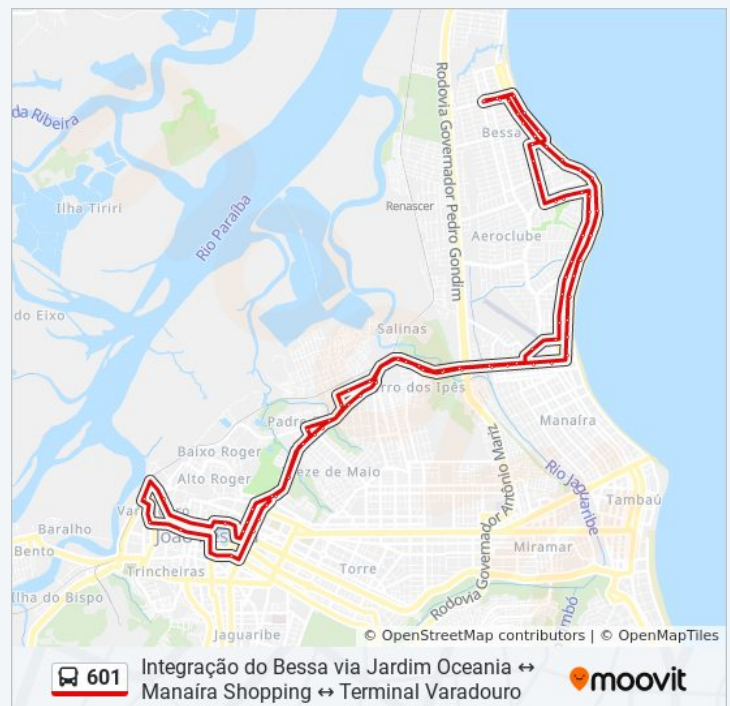 da Ribeira
Rodovia Governador Pedro Gondim
Bessa
Ilha Tiriri
Renascer
Rio Paraíba
Aeroclube
do Eixo
Salinas
rro dos Ipês
Padre
Manaíra
Baixo Roger
eze de Maio
Rio Jaguaribe
Rodovia Governador Antônio Mariz
Alto Roger
Tambaú
Baralho
João
Bento
Miramar
Trincheiras
Torre
Ilha do Bispo
Jaguaribe
© OpenStreetMap contributors | © OpenMapTiles
601
Integração do Bessa via Jardim Oceania ↔
Manaíra Shopping ↔ Terminal Varadouro
moovit